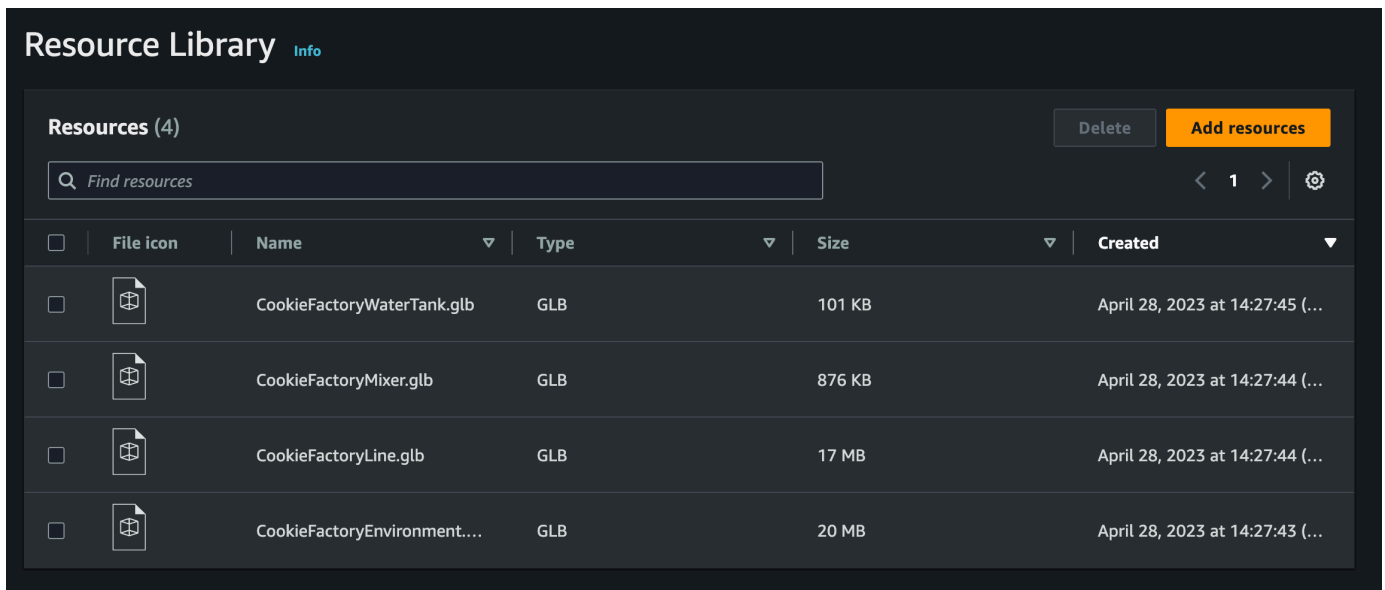 Resource Library Info
Resources (4) Delete Add resources
Find resources 1
File icon Name Type Size Created
CookieFactoryWaterTank.glb GLB 101 KB April 28, 2023 at 14:27:45 (...
CookieFactoryMixer.glb GLB 876 KB April 28, 2023 at 14:27:44 (...
CookieFactoryLine.glb GLB 17 MB April 28, 2023 at 14:27:44 (...
CookieFactoryEnvironment.... GLB 20 MB April 28, 2023 at 14:27:43 (...